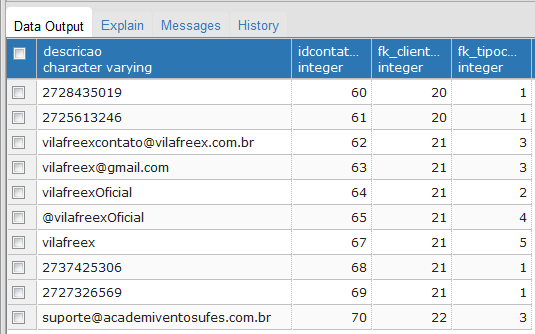 Data Output Explain Messages History
descricao idcontat... fk_client... fk_tipoc...
character varying integer integer integer
2728435019 60 20 1
2725613246 61 20 1
vilafreexcontato@vilafreex.com.br 62 21 3
vilafreex@gmail.com 63 21 3
vilafreexOficial 64 21 2
@vilafreexOficial 65 21 4
vilafreex 67 21 5
2737425306 68 21 1
2727326569 69 21 1
suporte@academiventosufes.com.br 70 22 3